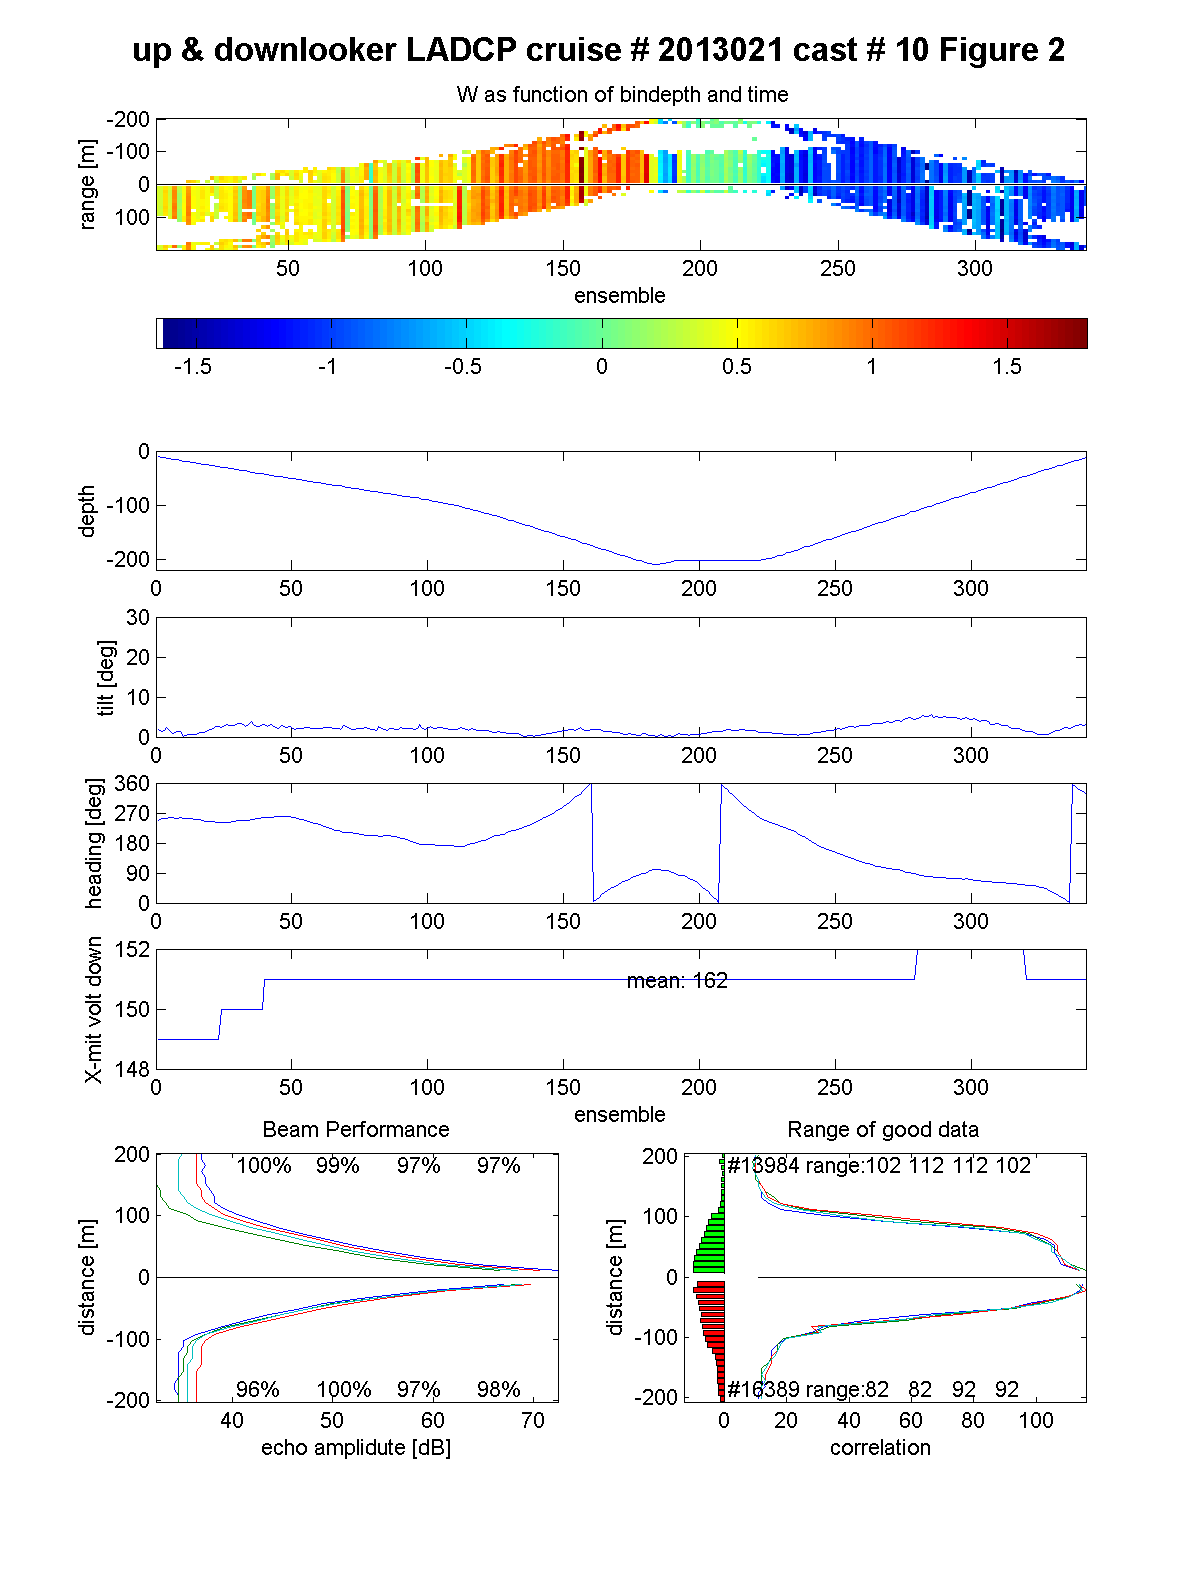 up & downlooker LADCP cruise # 2013021 cast # 10 Figure 2
W as function of bindepth and time
range [m]
-200
-100
0
100
50 100 150 200 250 300
ensemble
-1.5 -1 -0.5 0 0.5 1 1.5
depth
0
-100
-200
0 50 100 150 200 250 300
tilt [deg]
30
20
10
0
0 50 100 150 200 250 300
heading [deg]
360
270
180
90
0
0 50 100 150 200 250 300
X-mit volt down
152
150
148
mean: 162
0 50 100 150 200 250 300
ensemble
Beam Performance
distance [m]
200
100
0
-100
-200
100% 99% 97% 97%
96% 100% 97% 98%
40 50 60 70
echo amplidute [dB]
Range of good data
distance [m]
200
100
0
-100
-200
#13984 range:102 112 112 102
#16389 range:82 82 92 92
0 20 40 60 80 100
correlation